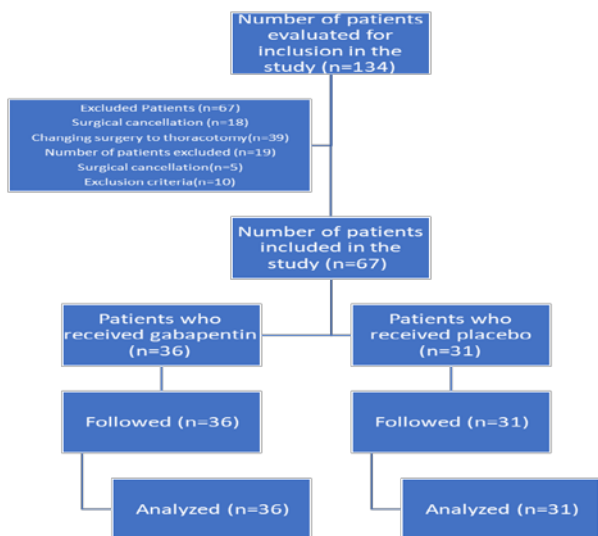 Number of patients
evaluated for
inclusion in the
study (n=134)
Excluded Patients (n=67)
Surgical cancellation (n=18)
Changing surgery to thoracotomy(n=39)
Number of patients excluded (n=19)
Surgical cancellation(n=5)
Exclusion criteria(n=10)
Number of patients
included in the
study (n=67)
Patients who
received gabapentin
(n=36)
Patients who
received placebo
(n=31)
Followed (n=36)
Followed (n=31)
Analyzed (n=36)
Analyzed (n=31)